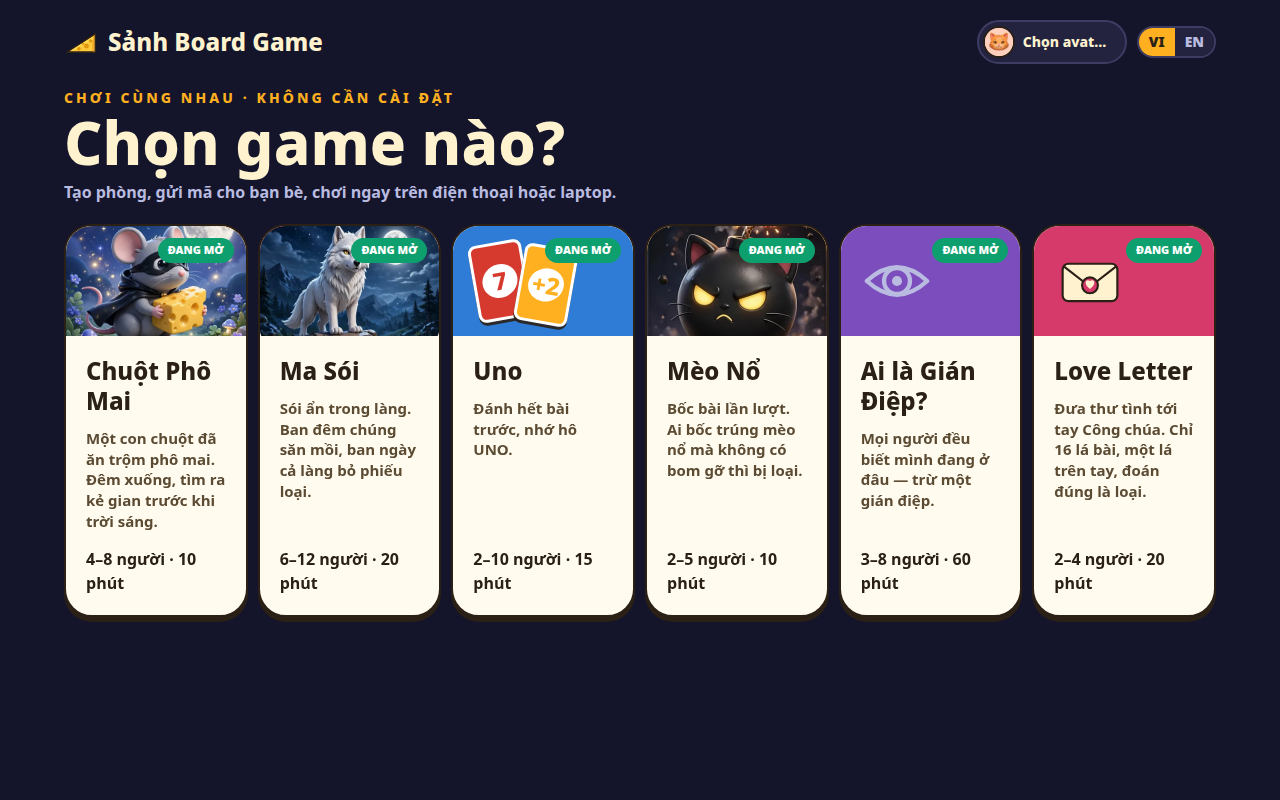 Sảnh Board Game
Chọn avat...
VI
EN
CHƠI CÙNG NHAU · KHÔNG CẦN CÀI ĐẶT
Chọn game nào?
Tạo phòng, gửi mã cho bạn bè, chơi ngay trên điện thoại hoặc laptop.
ĐANG MỞ
Chuột Phô
Mai
Một con chuột đã
ăn trộm phô mai.
Đêm xuống, tìm ra
kẻ gian trước khi
trời sáng.
4–8 người · 10
phút
ĐANG MỞ
Ma Sói
Sói ẩn trong làng.
Ban đêm chúng
săn mồi, ban ngày
cả làng bỏ phiếu
loại.
6–12 người · 20
phút
7
+2
ĐANG MỞ
Uno
Đánh hết bài
trước, nhớ hô
UNO.
2–10 người · 15
phút
ĐANG MỞ
Mèo Nổ
Bốc bài lần lượt.
Ai bốc trúng mèo
nổ mà không có
bom gỡ thì bị loại.
2–5 người · 10
phút
ĐANG MỞ
Ai là Gián
Điệp?
Mọi người đều
biết mình đang ở
đâu — trừ một
gián điệp.
3–8 người · 60
phút
ĐANG MỞ
Love Letter
Đưa thư tình tới
tay Công chúa. Chỉ
16 lá bài, một lá
trên tay, đoán
đúng là loại.
2–4 người · 20
phút